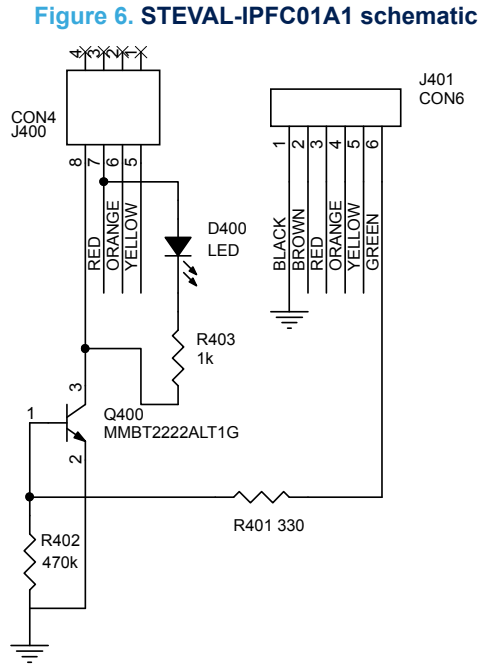 Figure 6. STEVAL-IPFC01A1 schematic
4
3
2
1
CON4
J400
8
7
6
5
RED
ORANGE
YELLOW
D400
LED
R403
1k
J401
CON6
1
2
3
4
5
6
BLACK
BROWN
RED
ORANGE
YELLOW
GREEN
3
1
2
Q400
MMBT2222ALT1G
R401 330
R402
470k